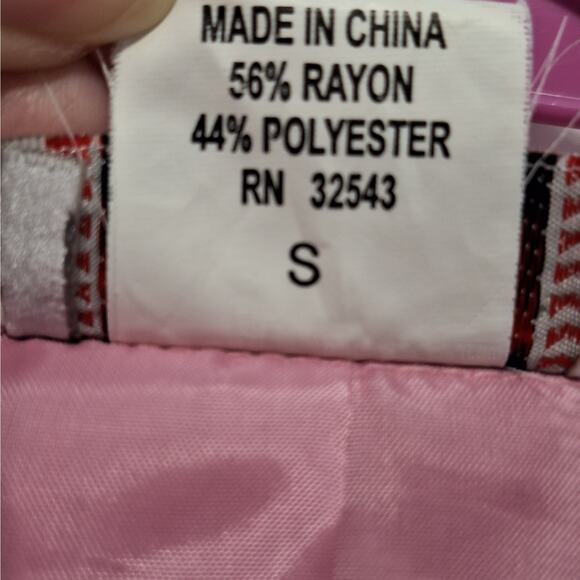 MADE IN CHINA
56% RAYON
44% POLYESTER
RN 32543
S